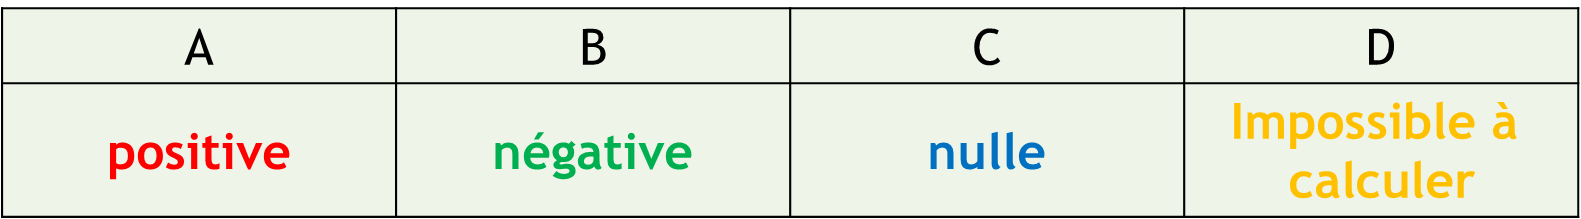 A B C D
positive négative nulle Impossible à
calculer